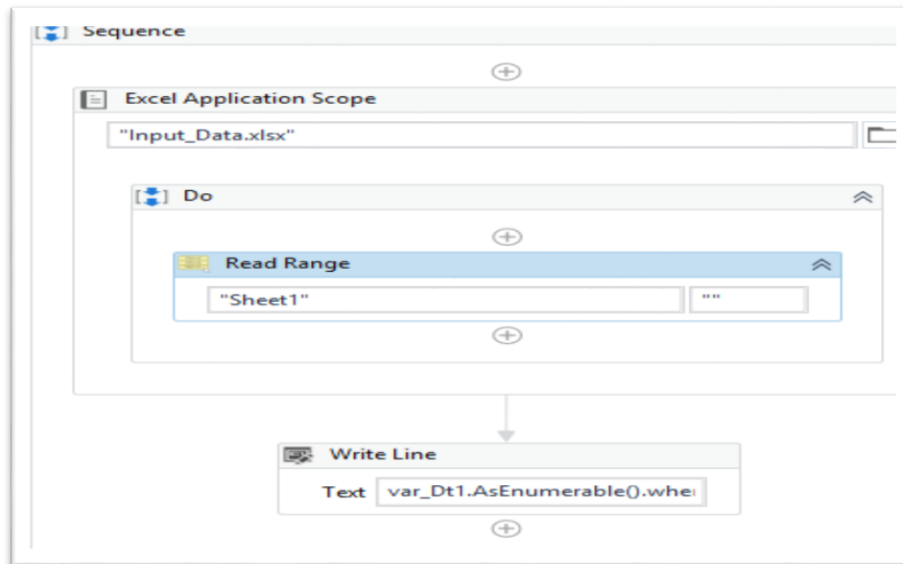 Sequence
Excel Application Scope
"Input_Data.xlsx"
Do
Read Range
"Sheet1" ""
Write Line
Text var_Dt1.AsEnumerable().whe